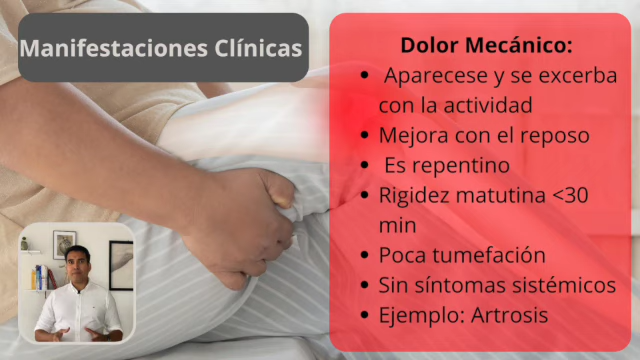 Manifestaciones Clínicas
Dolor Mecánico:
• Aparecese y se excerba
con la actividad
• Mejora con el reposo
• Es repentino
• Rigidez matutina <30
min
• Poca tumefación
• Sin síntomas sistémicos
• Ejemplo: Artrosis